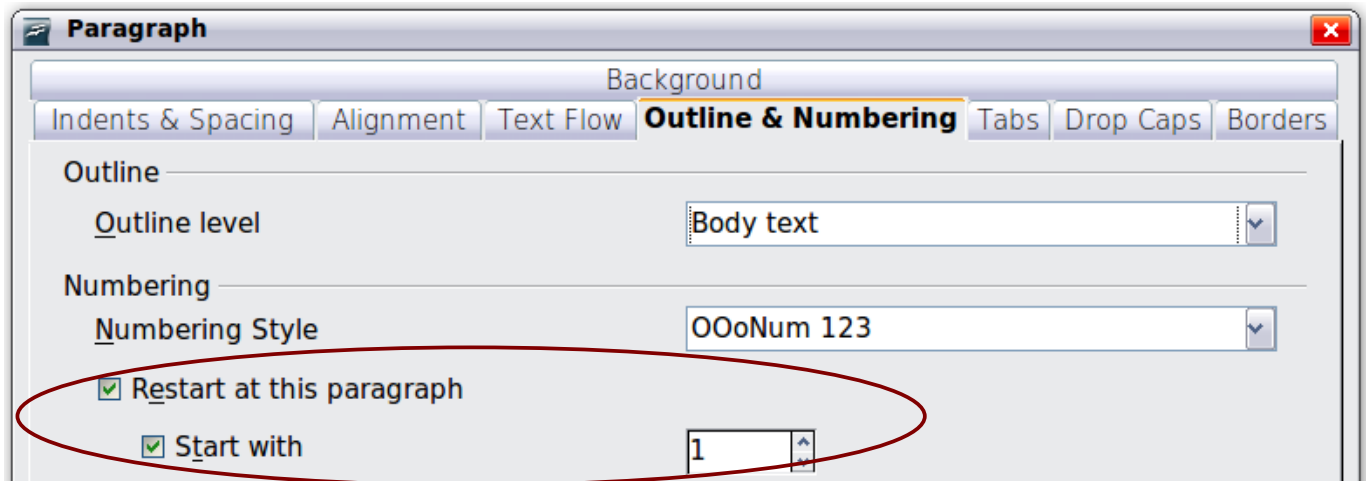 Paragraph
Background
Indents & Spacing Alignment Text Flow Outline & Numbering Tabs Drop Caps Borders
Outline
Outline level Body text
Numbering
Numbering Style OOoNum 123
Restart at this paragraph
Start with 1